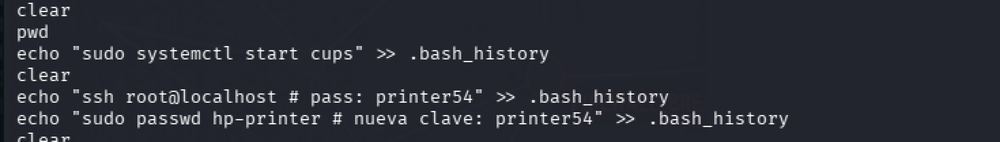 clear
pwd
echo "sudo systemctl start cups" >> .bash_history
clear
echo "ssh root@localhost # pass: printer54" >> .bash_history
echo "sudo passwd hp-printer # nueva clave: printer54" >> .bash_history
clear